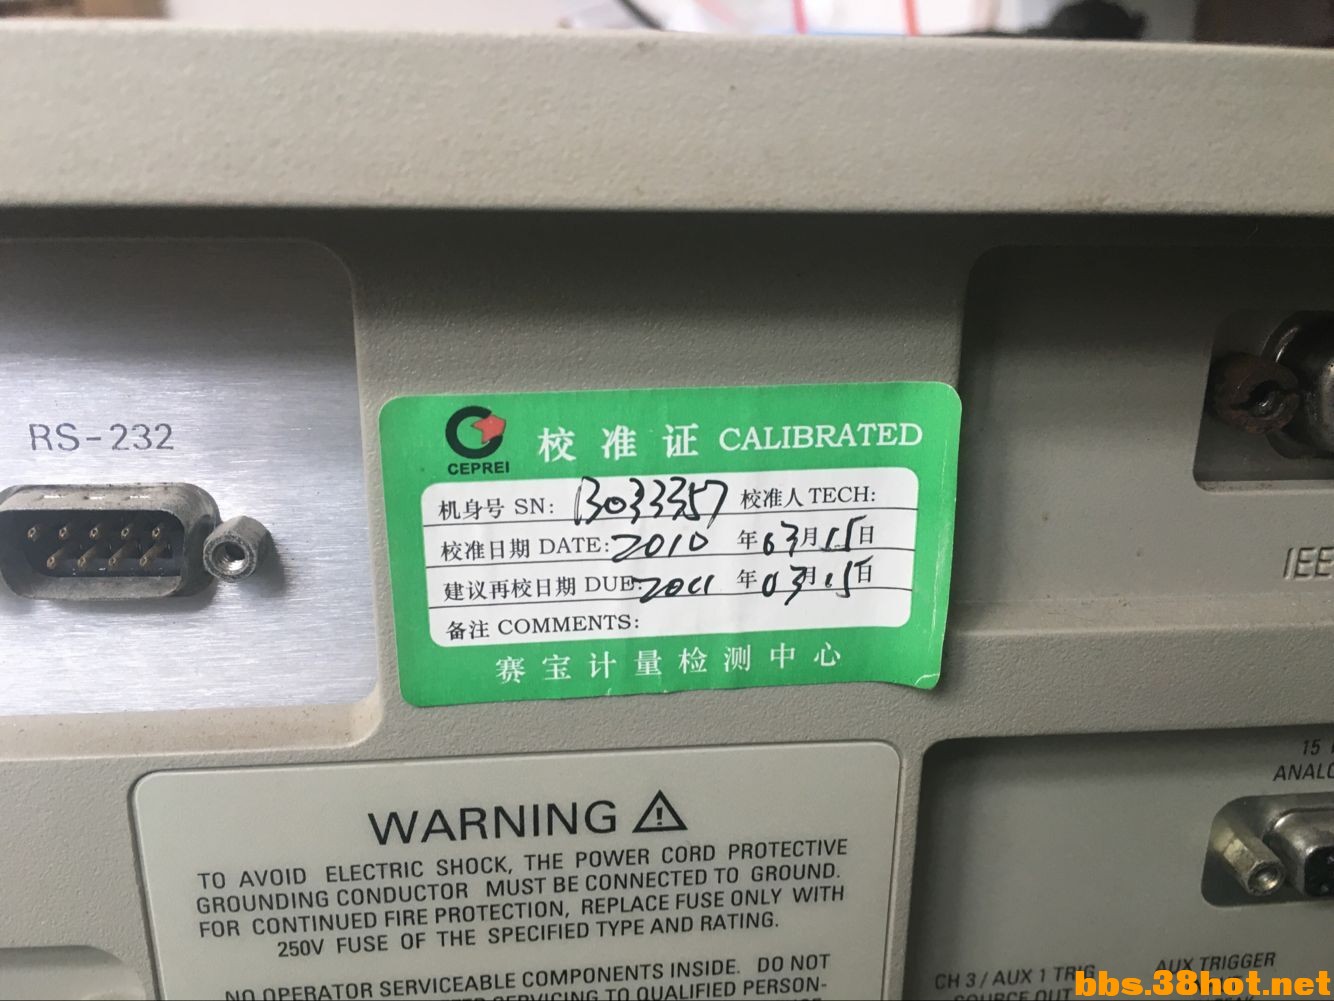 RS-232
CEPREI
校准证 CALIBRATED
机身号 SN: B033357 校准人 TECH:
校准日期 DATE: 2010 年 03 月 15 日
建议再校日期 DUE: 2011 年 03 月 15 日
备注 COMMENTS:
赛宝计量检测中心
WARNING
TO AVOID ELECTRIC SHOCK, THE POWER CORD PROTECTIVE
GROUNDING CONDUCTOR MUST BE CONNECTED TO GROUND.
FOR CONTINUED FIRE PROTECTION, REPLACE FUSE ONLY WITH
250V FUSE OF THE SPECIFIED TYPE AND RATING.
NO OPERATOR SERVICEABLE COMPONENTS INSIDE. DO NOT
SERVICING TO QUALIFIED PERSON-
15
CH 3 / AUX 1 TRIG
SOURCE OUT
AUX TRIGGER
bbs.38hot.net